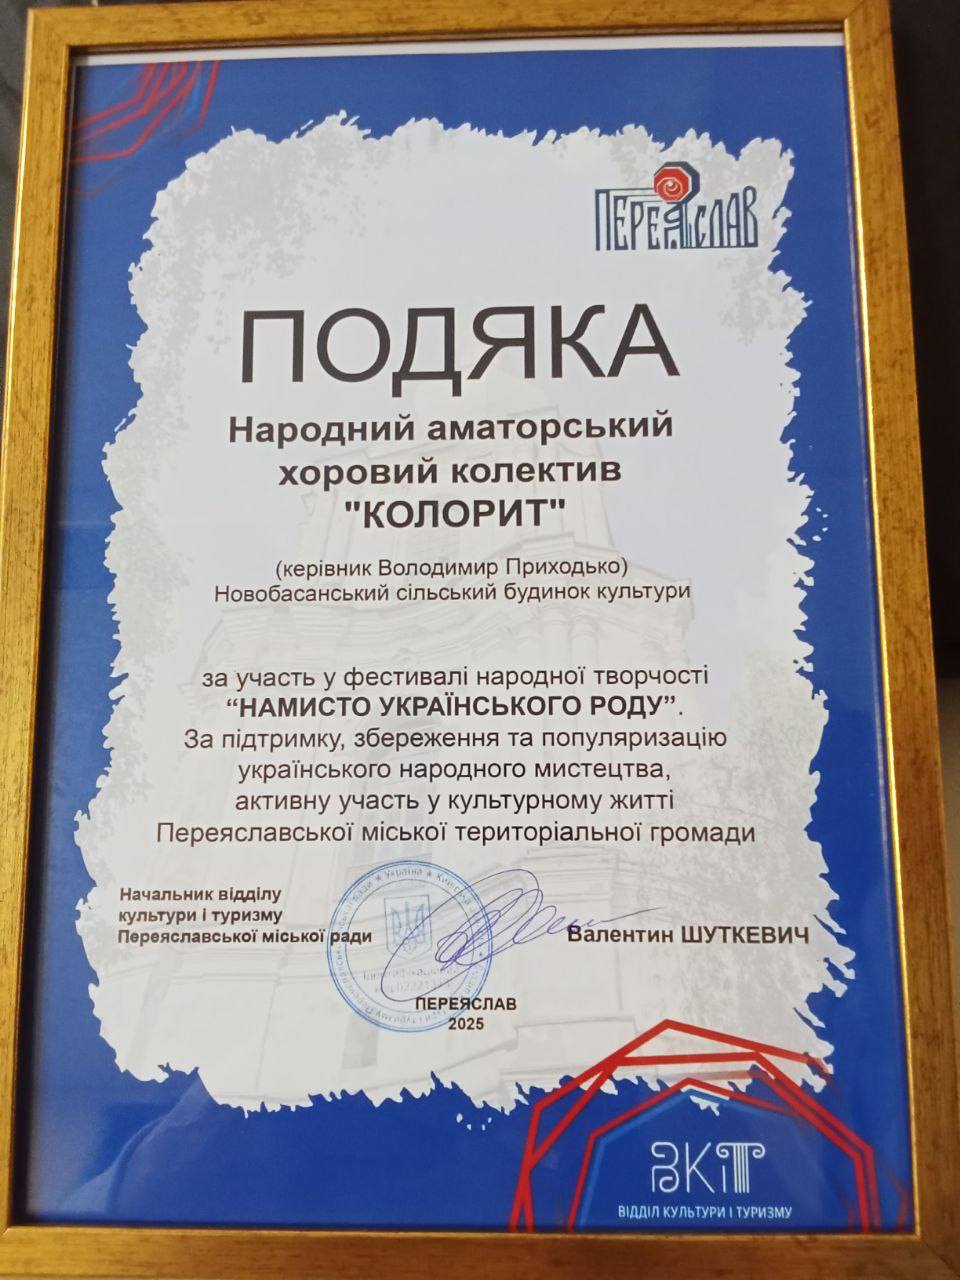 ПЕРЕЯСЛАВ
ПОДЯКА
Народний аматорський
хоровий колектив
"КОЛОРИТ"
(керівник Володимир Приходько)
Новобасанський сільський будинок культури
за участь у фестивалі народної творчості
“НАМИСТО УКРАЇНСЬКОГО РОДУ”.
За підтримку, збереження та популяризацію
українського народного мистецтва,
активну участь у культурному житті
Переяславської міської територіальної громади
Начальник відділу
культури і туризму
Переяславської міської ради
Валентин ШУТКЕВИЧ
Україна
ПЕРЕЯСЛАВ
2025
ВКіТ
ВІДДІЛ КУЛЬТУРИ І ТУРИЗМУ